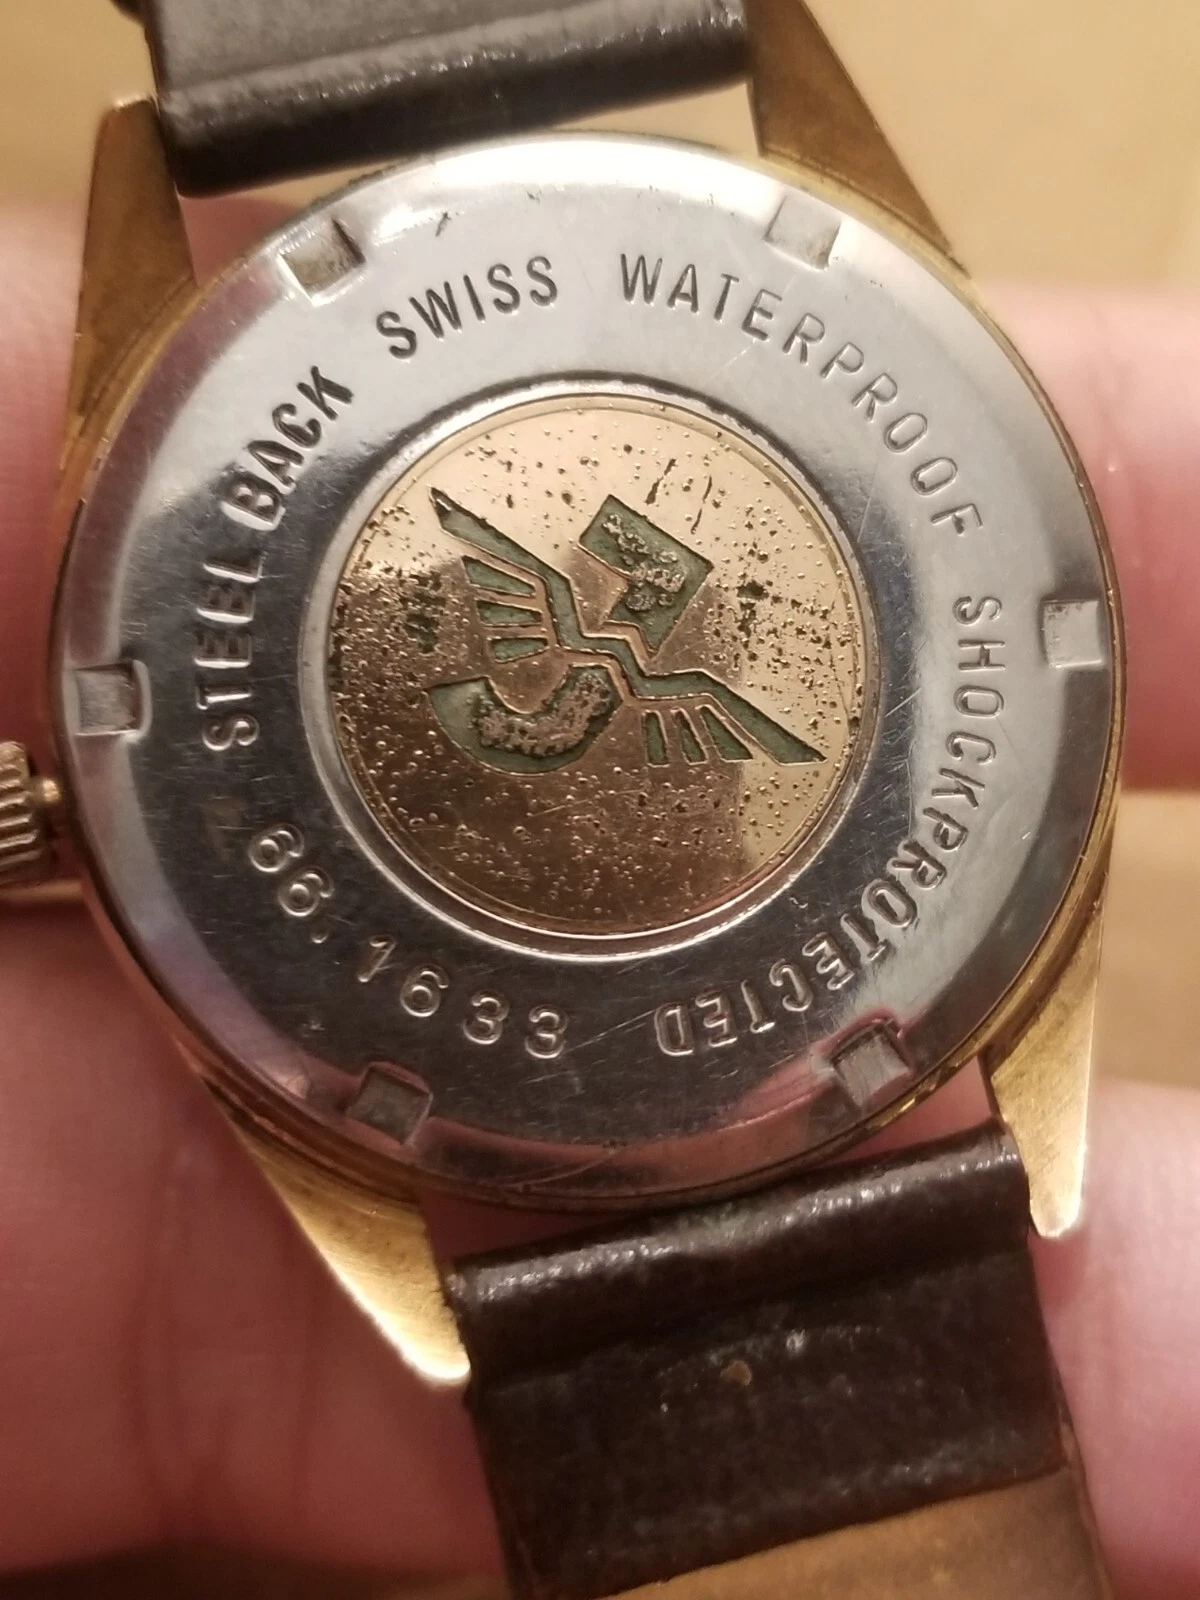 STEEL BACK SWISS WATERPROOF SHOCKPROTECTED
66.1633